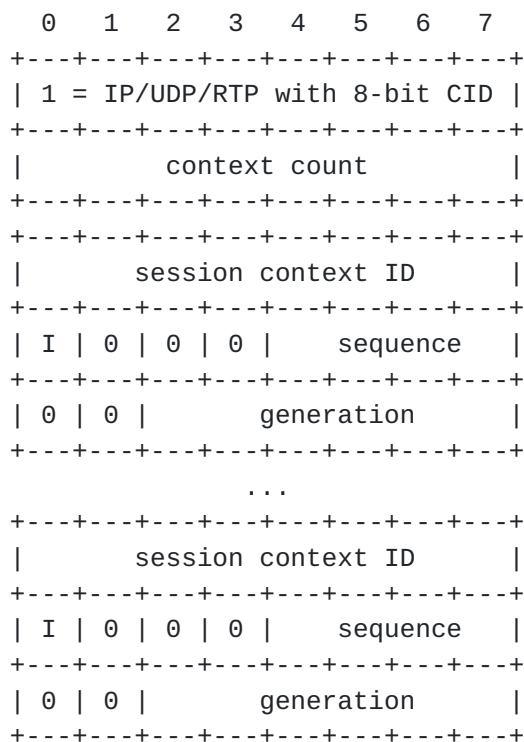 0   1   2   3   4   5   6   7
+---+---+---+---+---+---+---+---+
| 1 = IP/UDP/RTP with 8-bit CID |
+---+---+---+---+---+---+---+---+
|         context count         |
+---+---+---+---+---+---+---+---+
+---+---+---+---+---+---+---+---+
|       session context ID      |
+---+---+---+---+---+---+---+---+
| I | 0 | 0 | 0 |    sequence   |
+---+---+---+---+---+---+---+---+
| 0 | 0 |       generation      |
+---+---+---+---+---+---+---+---+
               ...
+---+---+---+---+---+---+---+---+
|       session context ID      |
+---+---+---+---+---+---+---+---+
| I | 0 | 0 | 0 |    sequence   |
+---+---+---+---+---+---+---+---+
| 0 | 0 |       generation      |
+---+---+---+---+---+---+---+---+